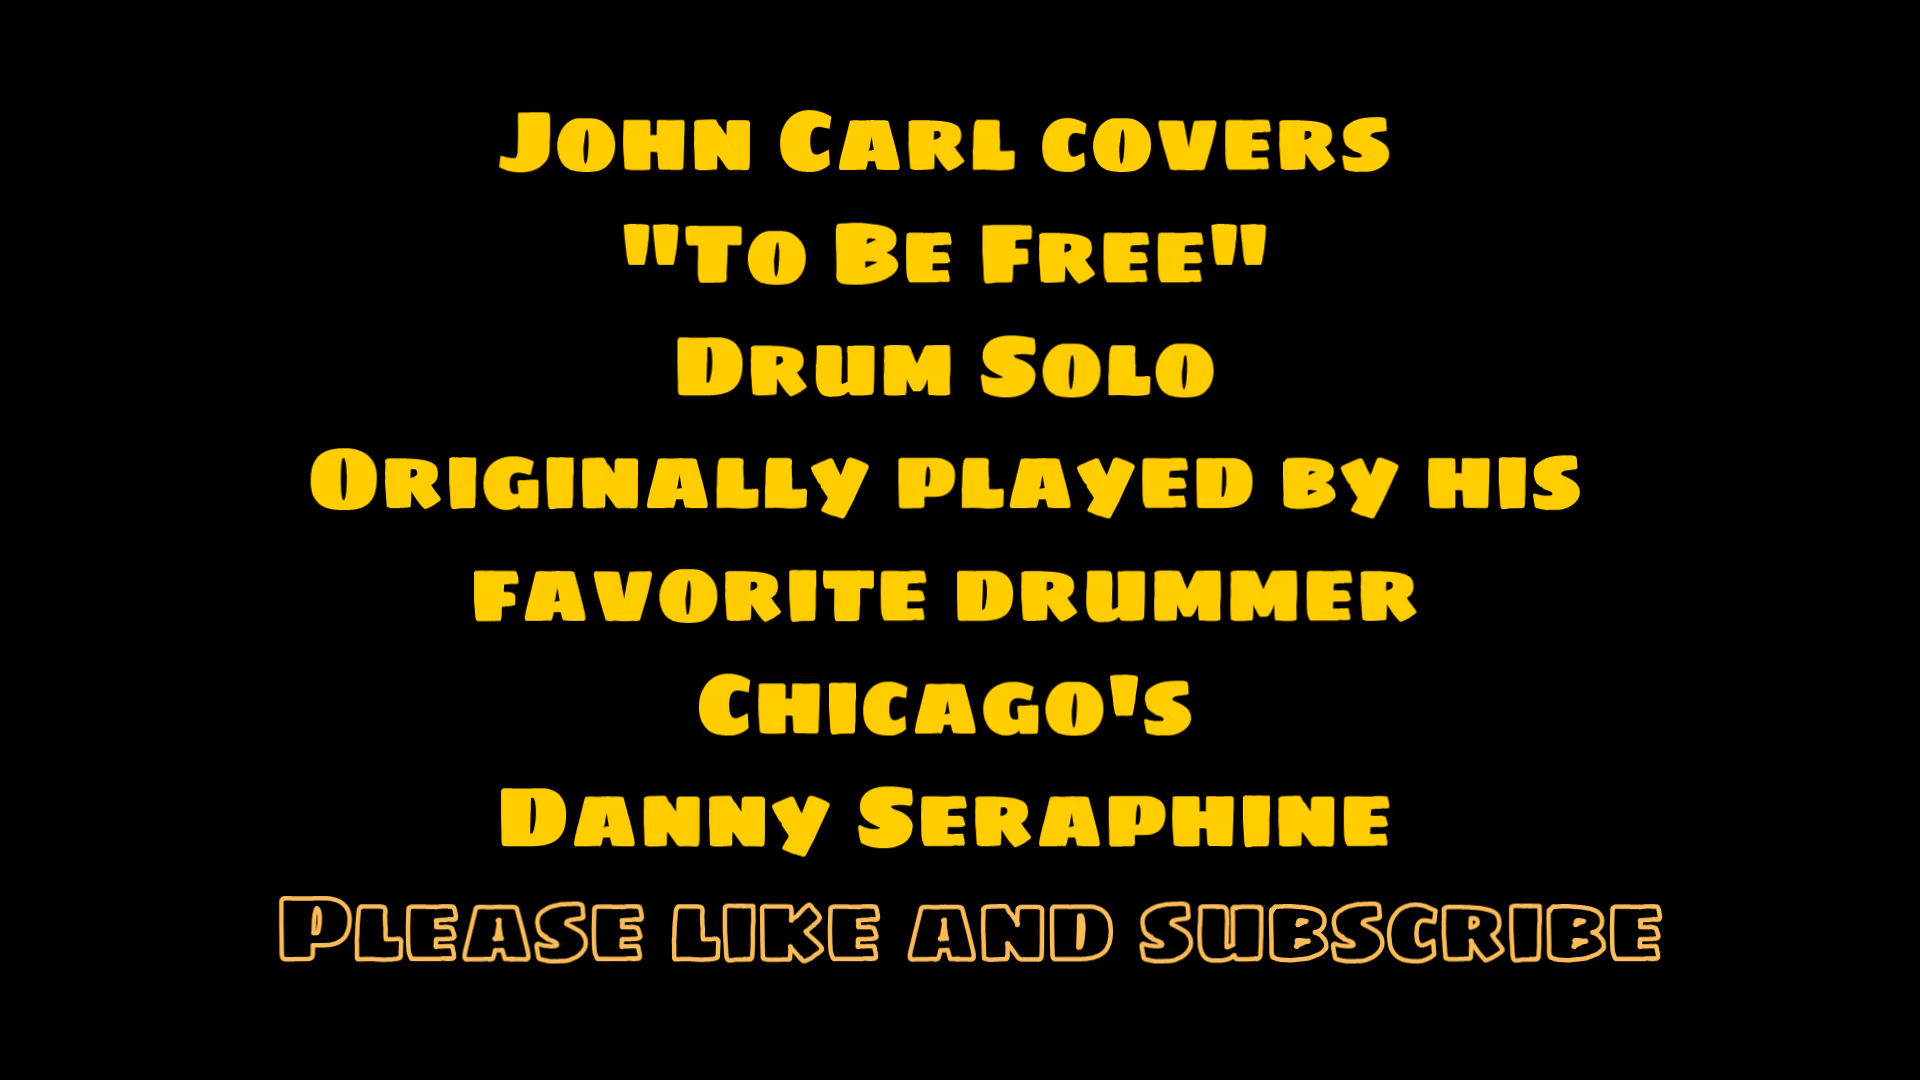 John Carl covers
"To Be Free"
Drum Solo
Originally played by his
favorite drummer
Chicago's
Danny Seraphine
Please like and subscribe